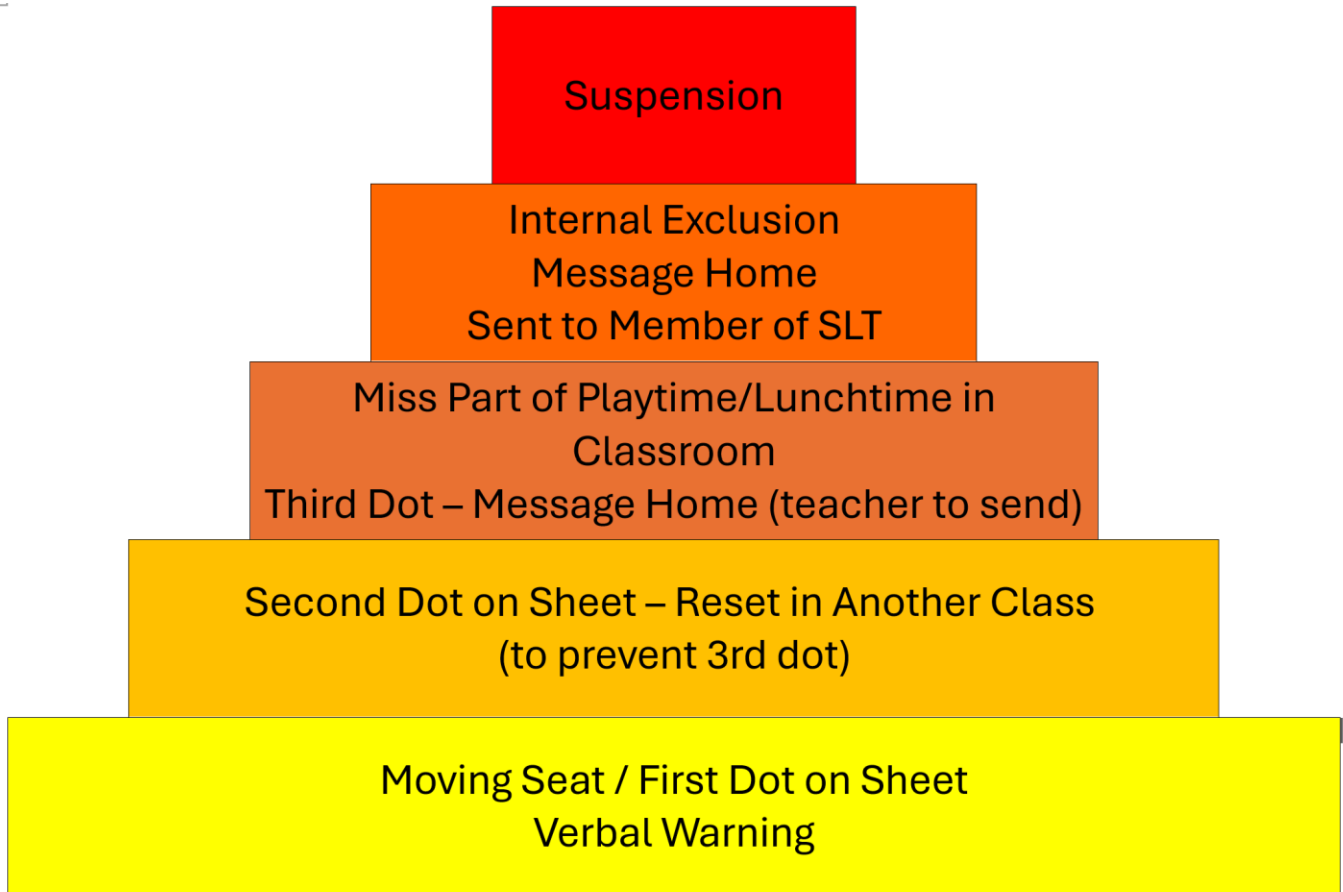 Suspension
Internal Exclusion
Message Home
Sent to Member of SLT
Miss Part of Playtime/Lunchtime in
Classroom
Third Dot – Message Home (teacher to send)
Second Dot on Sheet – Reset in Another Class
(to prevent 3rd dot)
Moving Seat / First Dot on Sheet
Verbal Warning